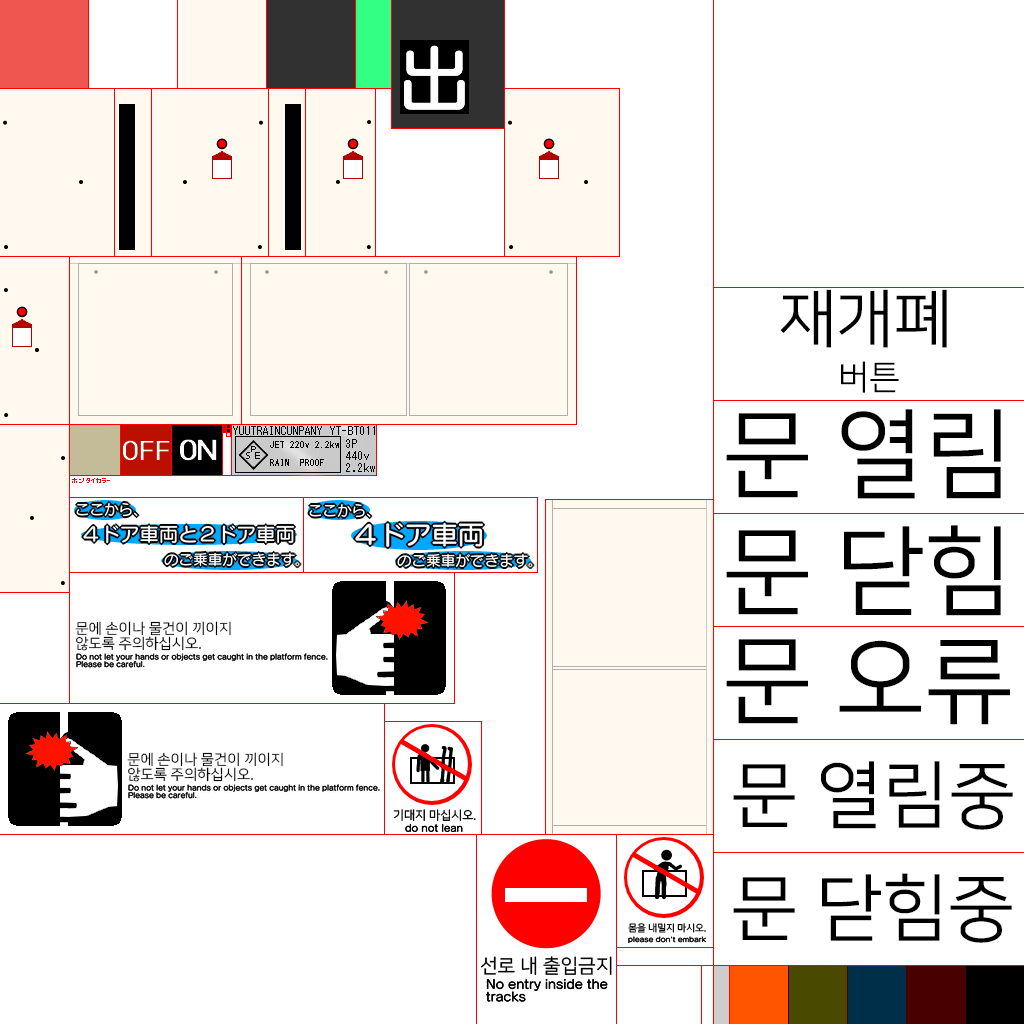 出
재개폐
버튼
OFF ON
YUUTRAINCUNPANY YT-BT011
P
S E
JET 220v 2.2kw
RAIN PROOF
3P
440v
2.2kw
ホンタイカラー
문 열림
ここから、
4ドア車両と2ドア車両
のご乗車ができます。
ここから、
4ドア車両
のご乗車ができます。
문 닫힘
문에 손이나 물건이 끼이지
않도록 주의하십시오.
Do not let your hands or objects get caught in the platform fence.
Please be careful.
문 오류
문에 손이나 물건이 끼이지
않도록 주의하십시오.
Do not let your hands or objects get caught in the platform fence.
Please be careful.
기대지 마십시오.
do not lean
문 열림중
문 닫힘중
선로 내 출입금지
No entry inside the
tracks
몸을 내밀지 마시오.
please don't embark